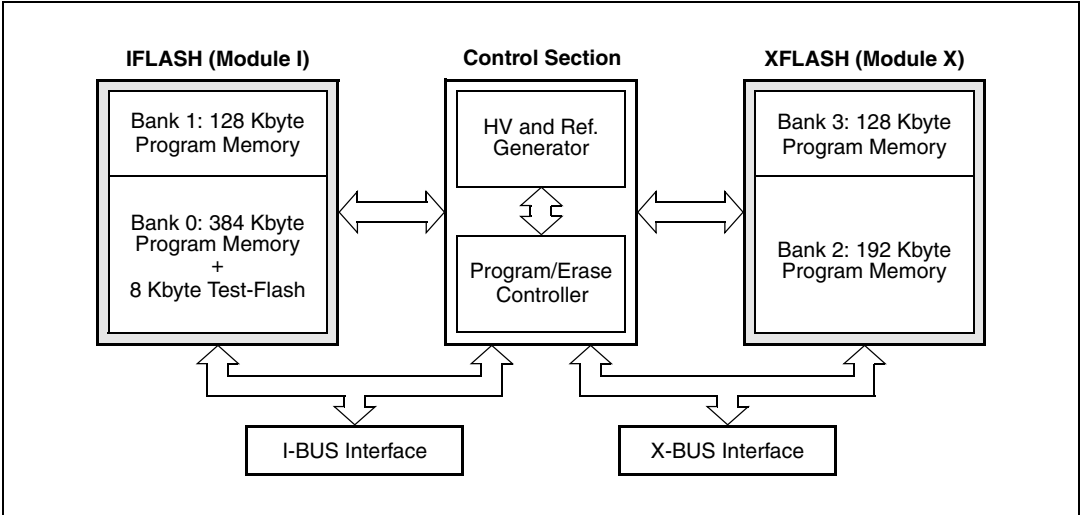 IFLASH (Module I)
Bank 1: 128 Kbyte
Program Memory
Bank 0: 384 Kbyte
Program Memory
+
8 Kbyte Test-Flash
Control Section
HV and Ref.
Generator
Program/Erase
Controller
XFLASH (Module X)
Bank 3: 128 Kbyte
Program Memory
Bank 2: 192 Kbyte
Program Memory
I-BUS Interface
X-BUS Interface